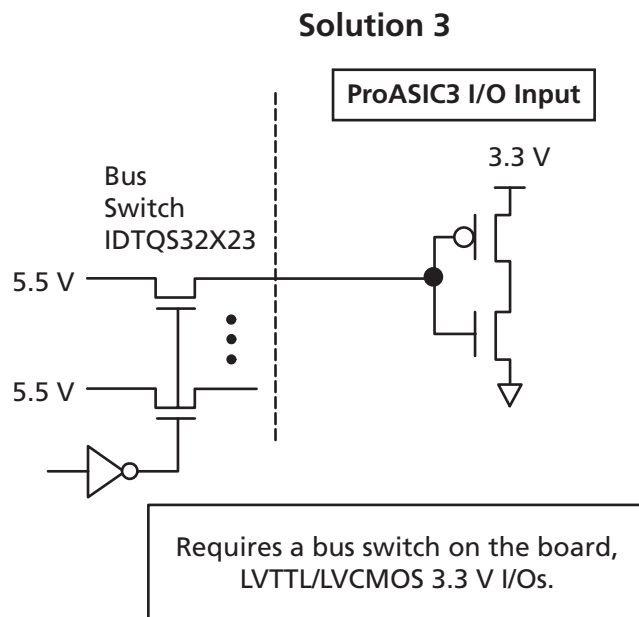 Solution 3
ProASIC3 I/O Input
3.3 V
Bus
Switch
IDTQS32X23
5.5 V
5.5 V
Requires a bus switch on the board,
LVTTL/LVCMOS 3.3 V I/Os.